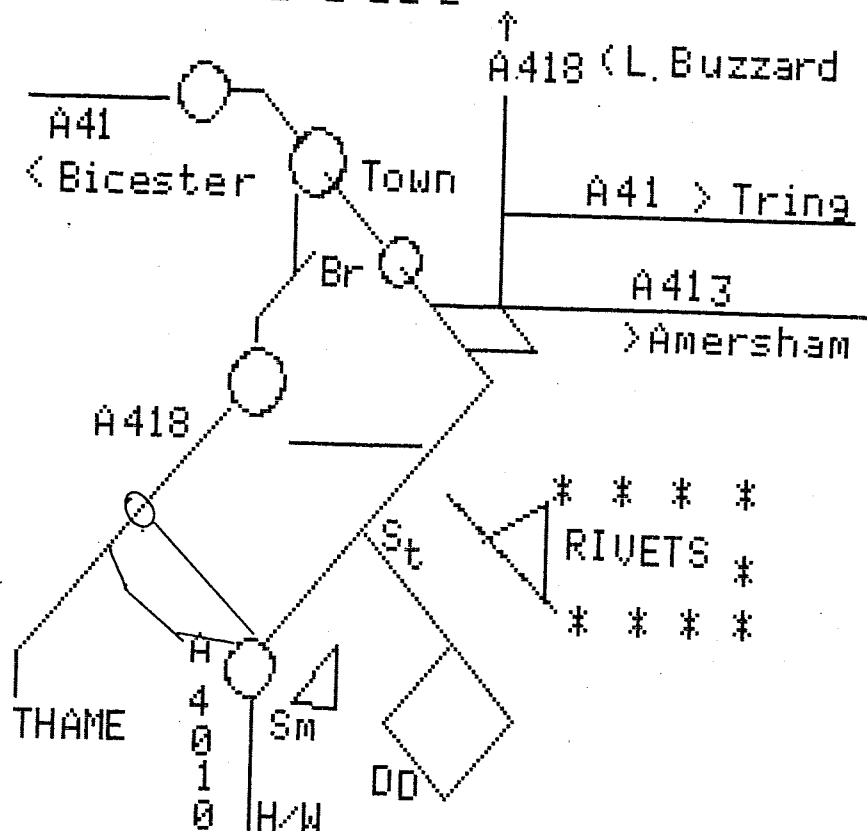 A418 (L. Buzzard
A41
< Bicester
Town
A41 > Tring
Br
A413
>Amersham
A418
* * * *
St
RIVETS *
* * * *
A
4
0
1
0
THAME
Sm
DD
H/W